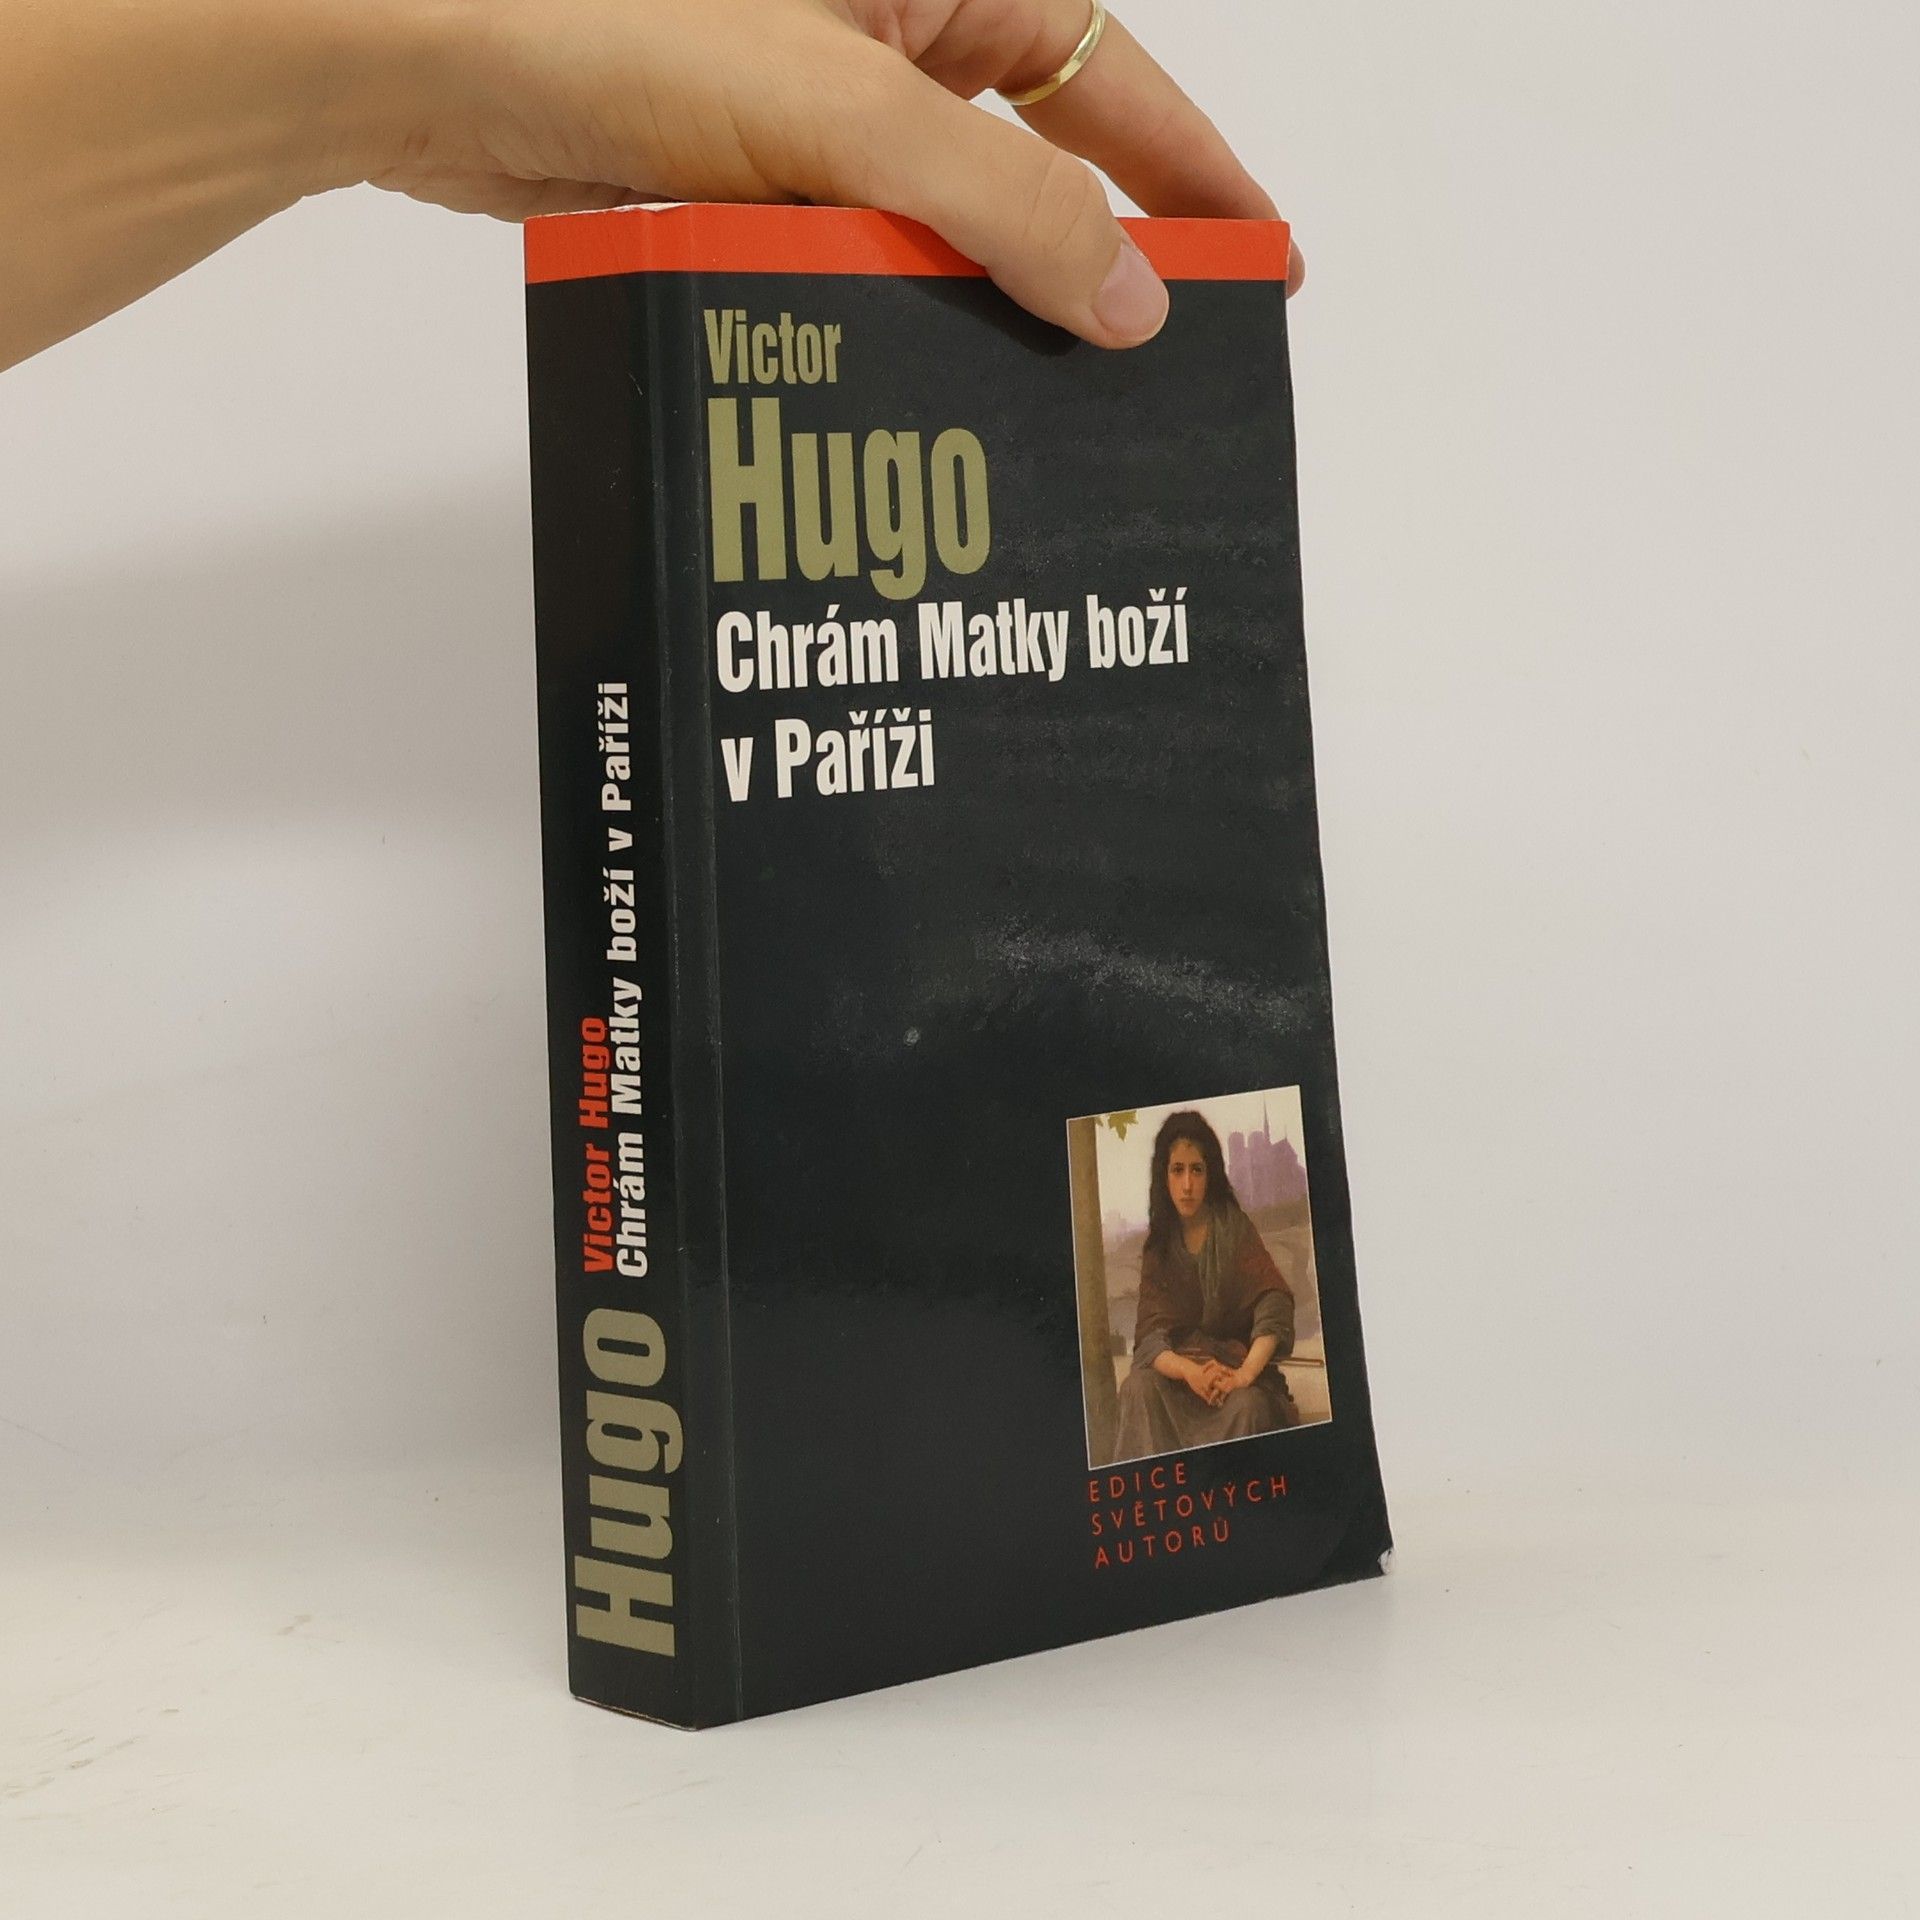 Victor
Hugo
Chrám Matky boží
v Paříži
EDICE
SVĚTOVÝCH
AUTORŮ
Hugo
Victor Hugo
Chrám Matky boží v Paříži